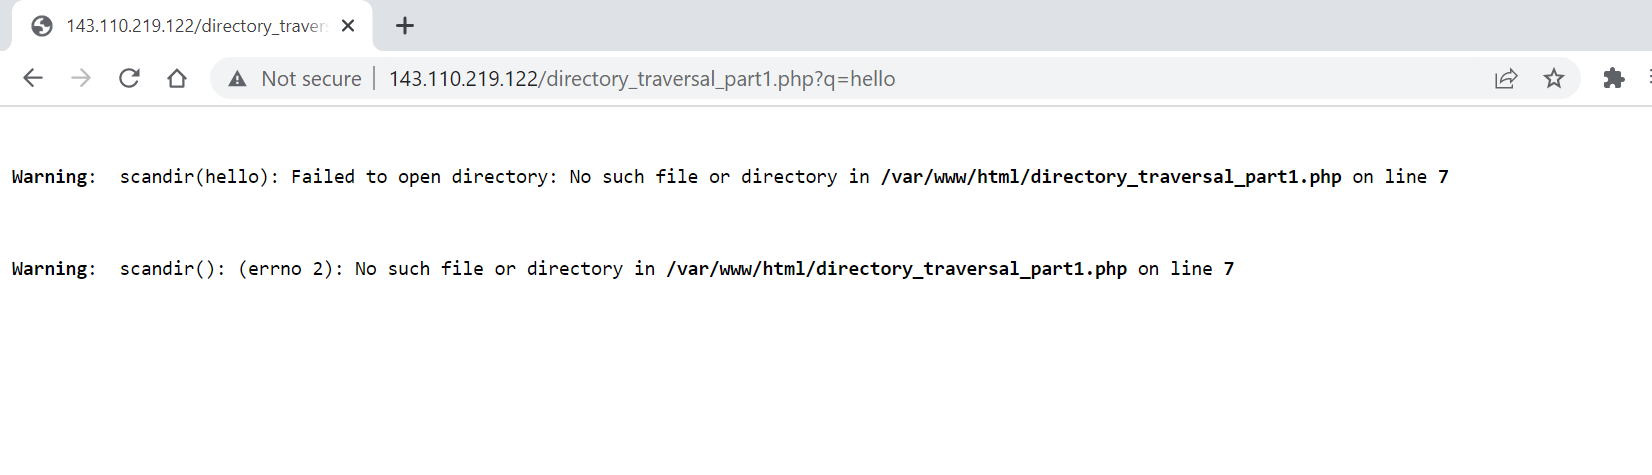 143.110.219.122/directory_traver
Not secure | 143.110.219.122/directory_traversal_part1.php?q=hello
Warning:  scandir(hello): Failed to open directory: No such file or directory in /var/www/html/directory_traversal_part1.php on line 7
Warning:  scandir(): (errno 2): No such file or directory in /var/www/html/directory_traversal_part1.php on line 7